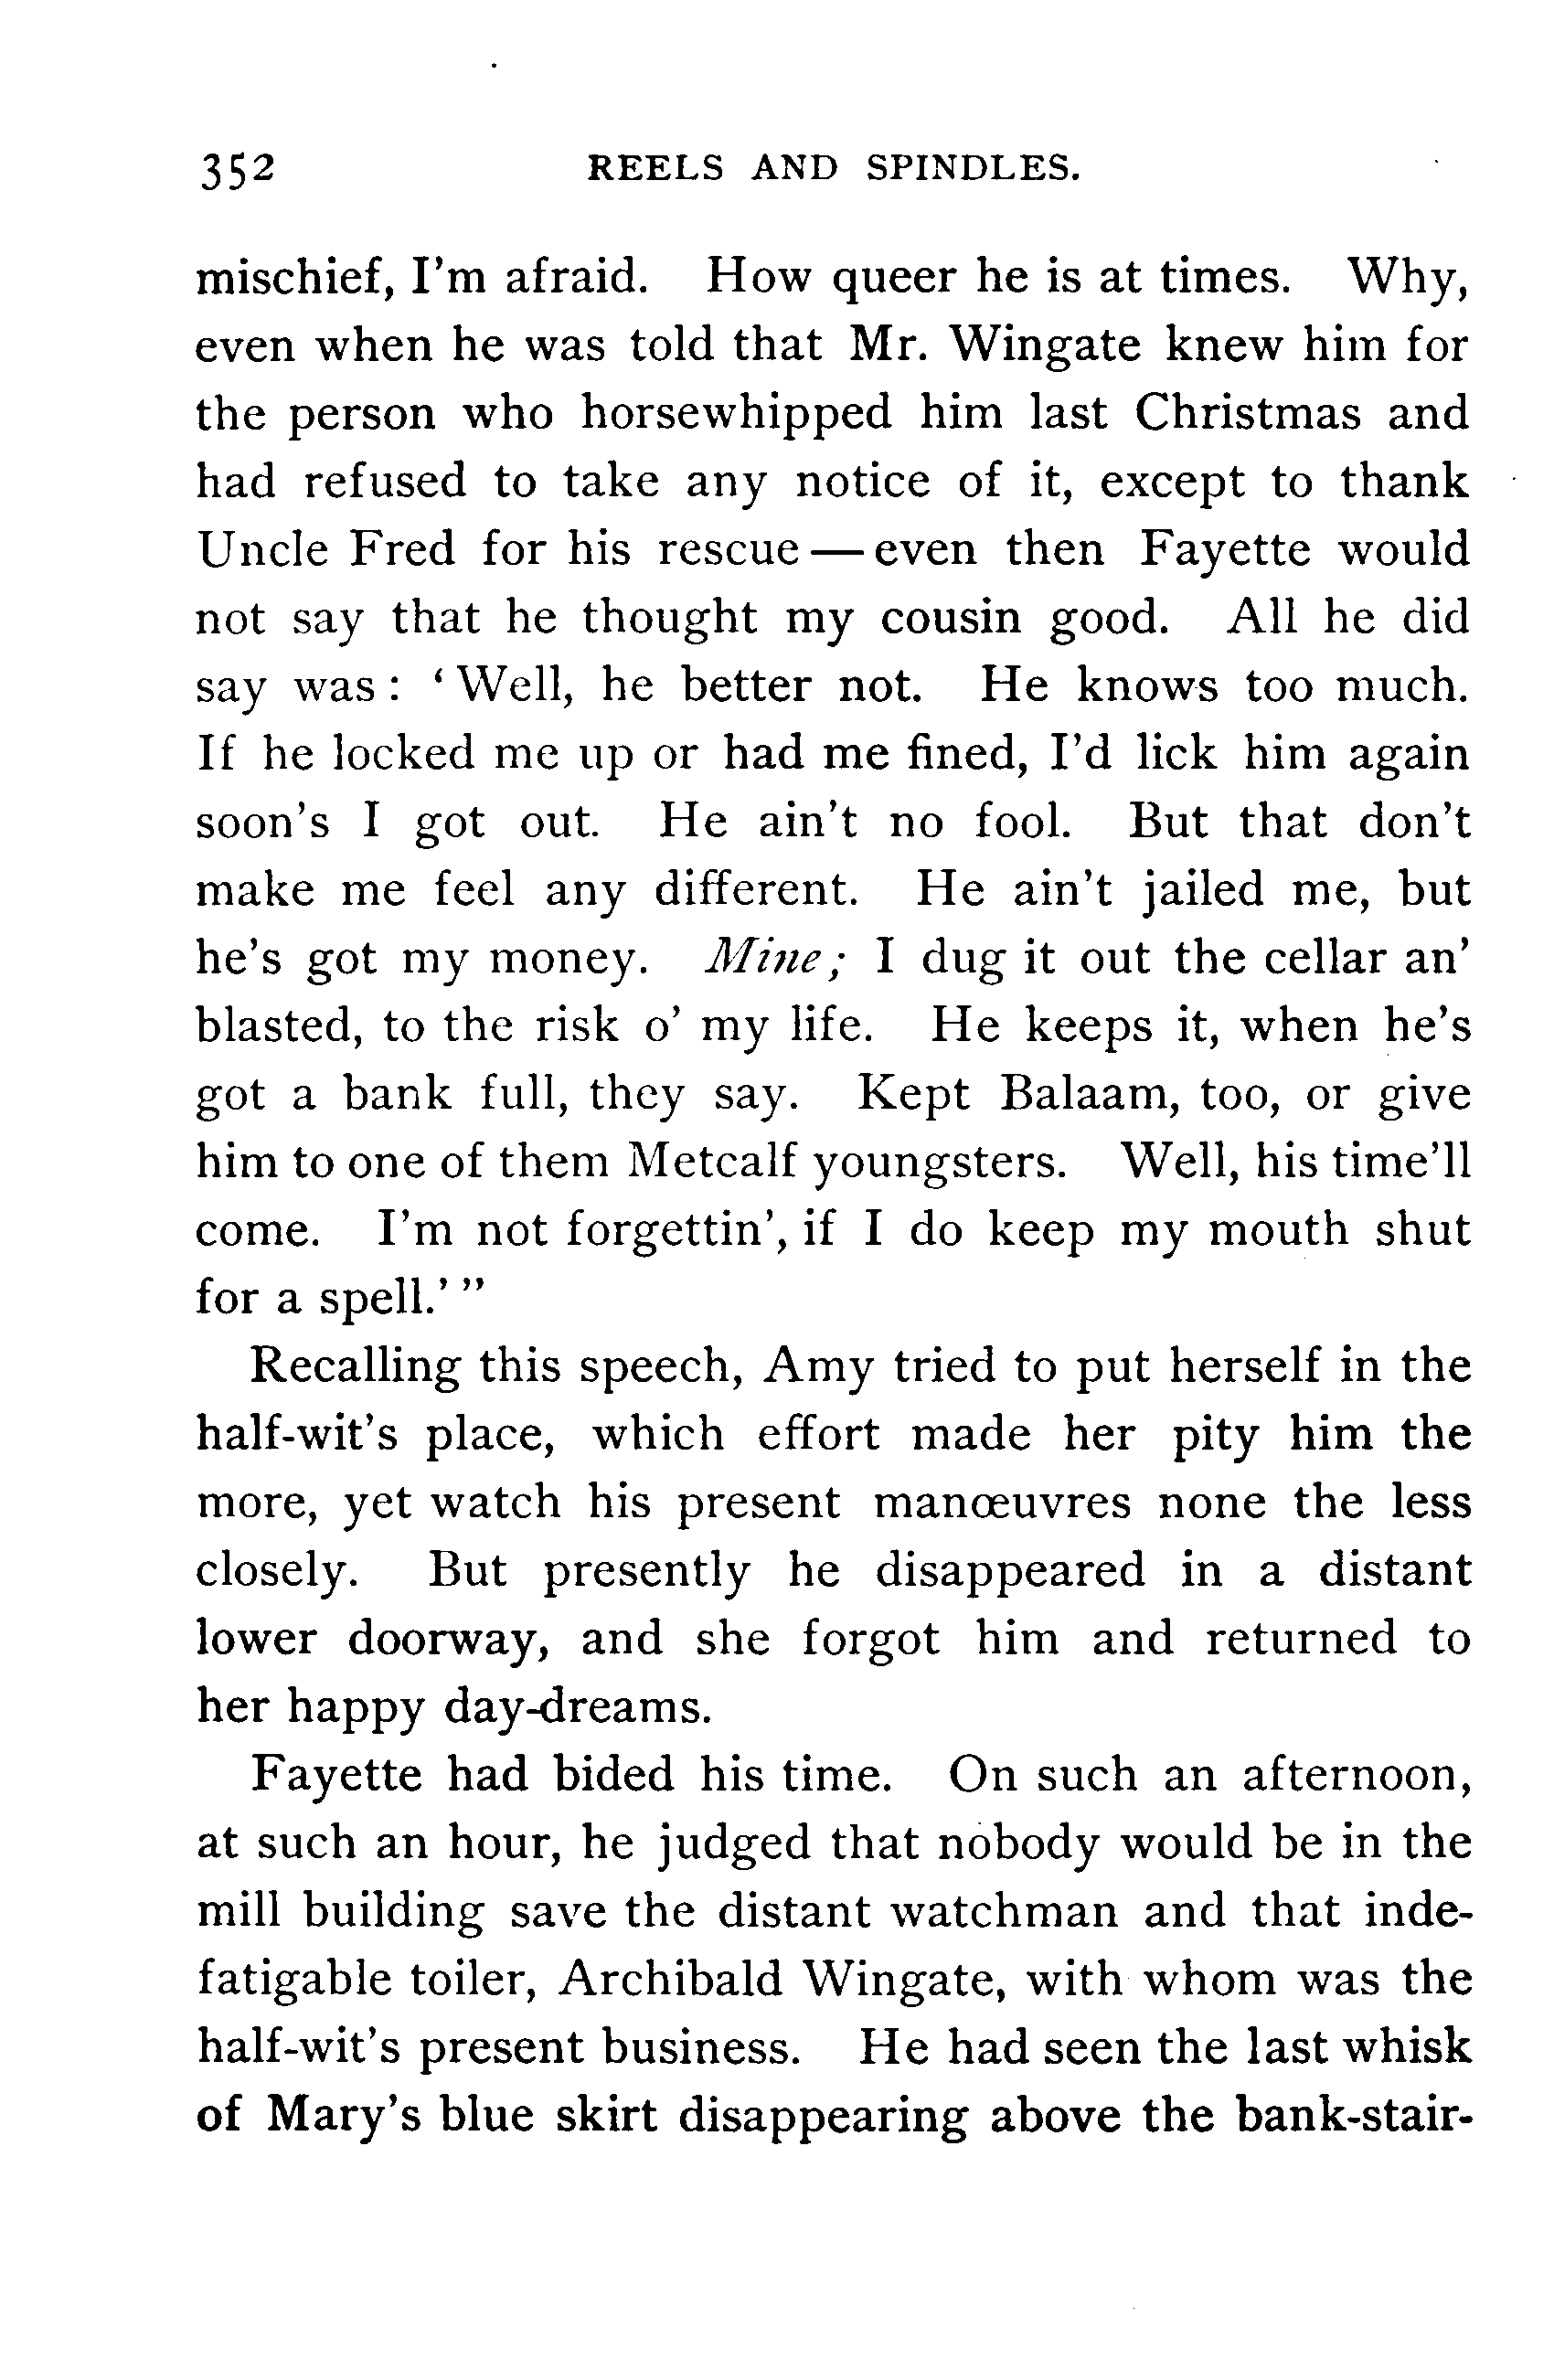 352 REELS AND SPINDLES.
mischief, I'm afraid. How queer he is at times. Why,
even when he was told that Mr. Wingate knew him for
the person who horsewhipped him last Christmas and
had refused to take any notice of it, except to thank
Uncle Fred for his rescue — even then Fayette would
not say that he thought my cousin good. All he did
say was: ‘Well, he better not. He knows too much.
If he locked me up or had me fined, I'd lick him again
soon's I got out. He ain't no fool. But that don't
make me feel any different. He ain't jailed me, but
he's got my money. Mine; I dug it out the cellar an'
blasted, to the risk o' my life. He keeps it, when he's
got a bank full, they say. Kept Balaam, too, or give
him to one of them Metcalf youngsters. Well, his time'll
come. I'm not forgettin', if I do keep my mouth shut
for a spell.’ ”
Recalling this speech, Amy tried to put herself in the
half-wit's place, which effort made her pity him the
more, yet watch his present manœuvres none the less
closely. But presently he disappeared in a distant
lower doorway, and she forgot him and returned to
her happy day-dreams.
Fayette had bided his time. On such an afternoon,
at such an hour, he judged that nobody would be in the
mill building save the distant watchman and that inde-
fatigable toiler, Archibald Wingate, with whom was the
half-wit's present business. He had seen the last whisk
of Mary's blue skirt disappearing above the bank-stair-